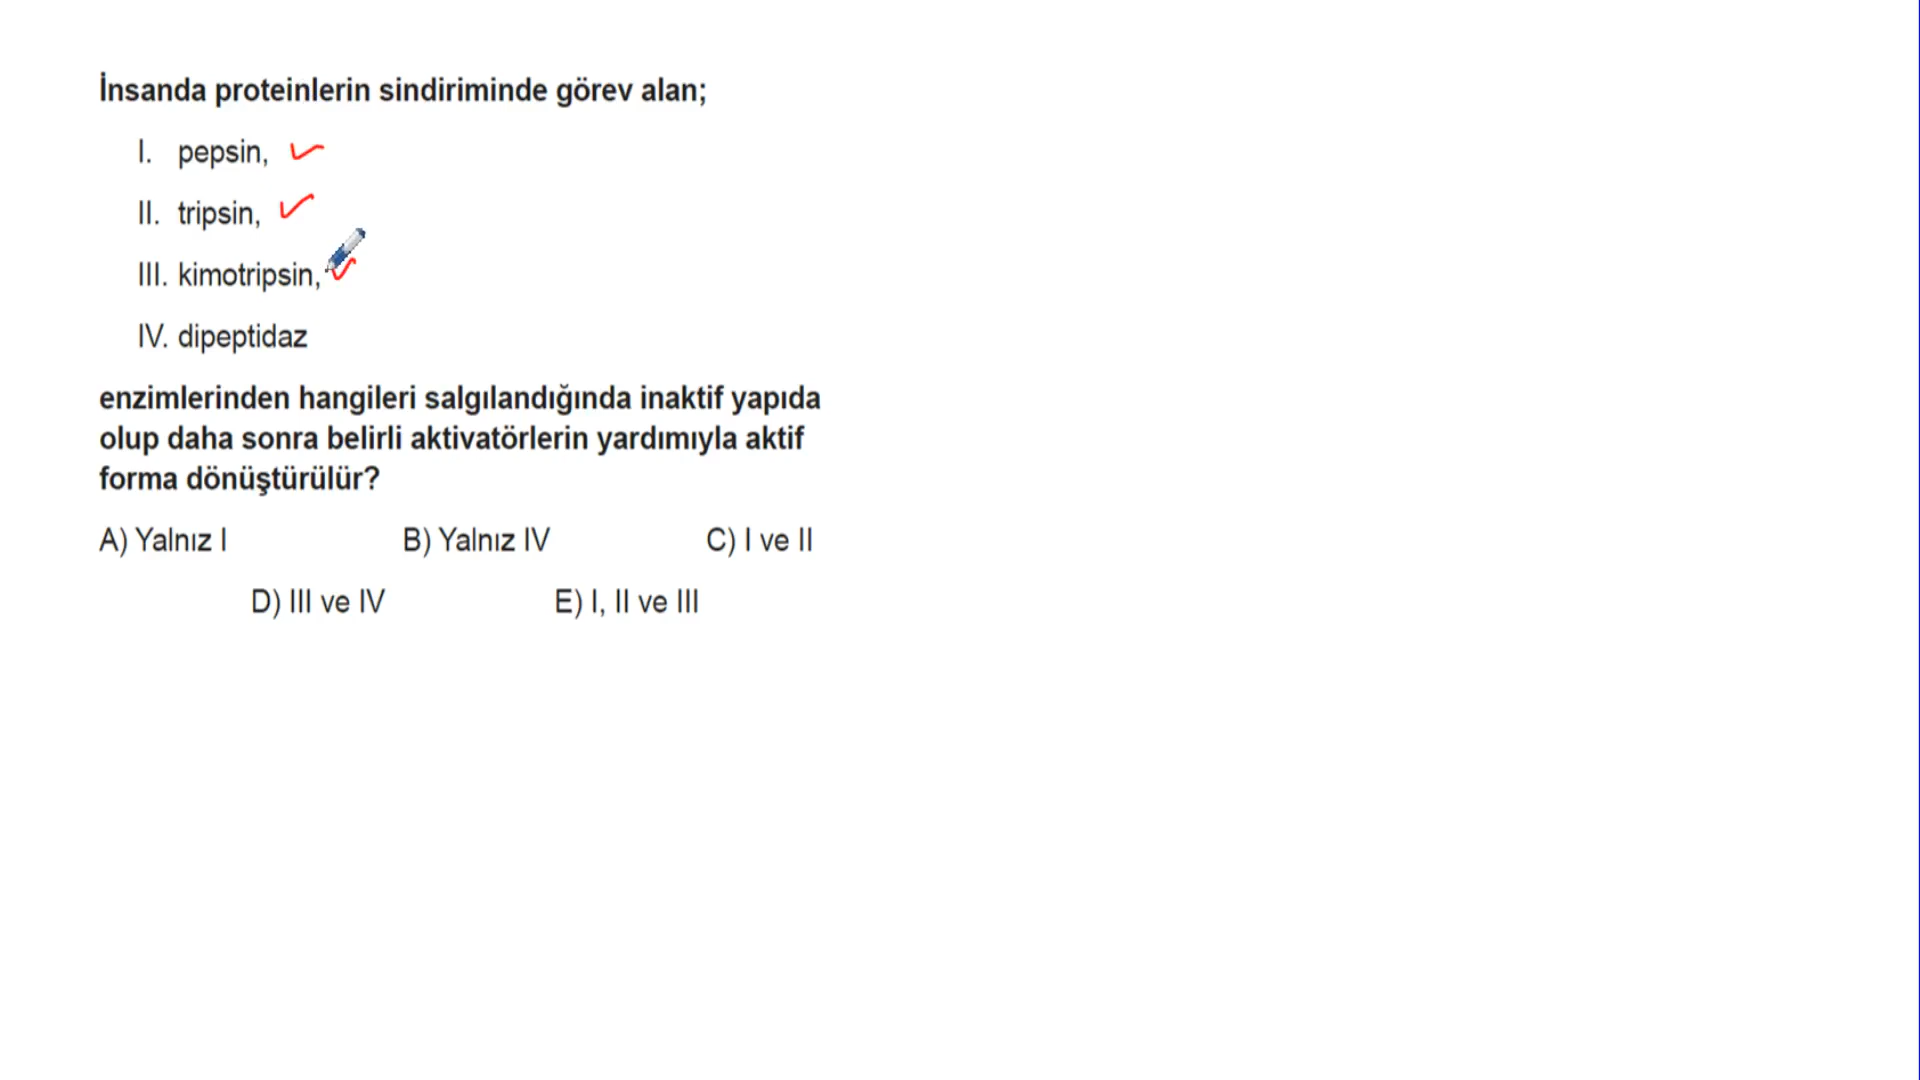 İnsanda proteinlerin sindiriminde görev alan;
I. pepsin,
II. tripsin,
III. kimotripsin,
IV. dipeptidaz
enzimlerinden hangileri salgılandığında inaktif yapıda
olup daha sonra belirli aktivatörlerin yardımıyla aktif
forma dönüştürülür?
A) Yalnız I B) Yalnız IV C) I ve II
D) III ve IV E) I, II ve III